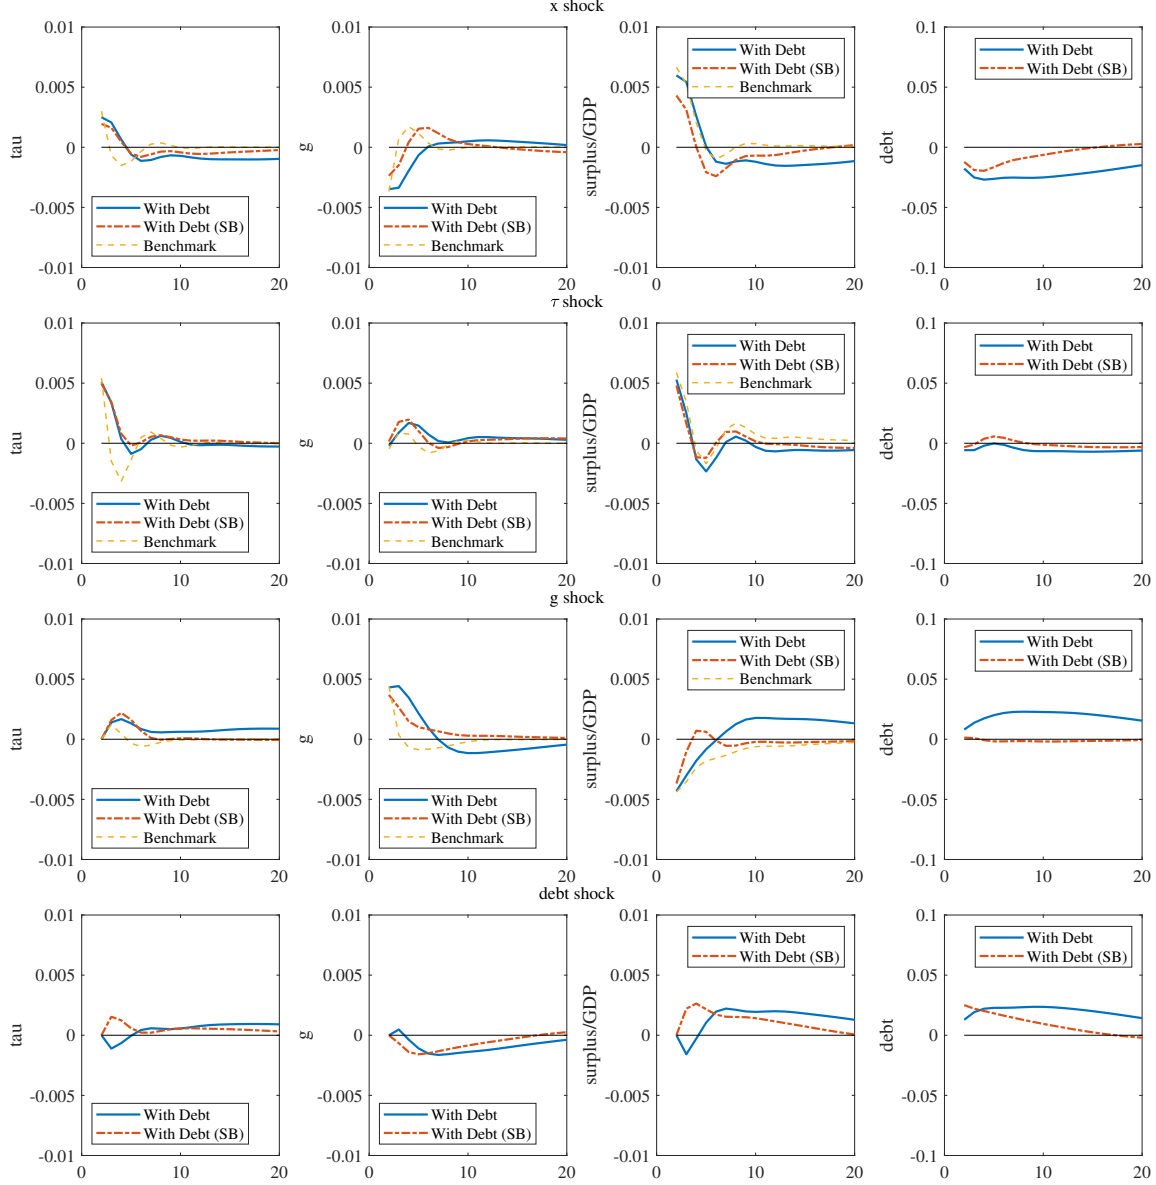 x shock
0.01
0.005
0
-0.005
-0.01
tau
0 10 20
With Debt
With Debt (SB)
Benchmark
0.01
0.005
0
-0.005
-0.01
g
0 10 20
With Debt
With Debt (SB)
Benchmark
0.01
0.005
0
-0.005
-0.01
surplus/GDP
0 10 20
With Debt
With Debt (SB)
Benchmark
0.1
0.05
0
-0.05
-0.1
debt
0 10 20
With Debt
With Debt (SB)
τ shock
0.01
0.005
0
-0.005
-0.01
tau
0 10 20
With Debt
With Debt (SB)
Benchmark
0.01
0.005
0
-0.005
-0.01
g
0 10 20
With Debt
With Debt (SB)
Benchmark
0.01
0.005
0
-0.005
-0.01
surplus/GDP
0 10 20
With Debt
With Debt (SB)
Benchmark
0.1
0.05
0
-0.05
-0.1
debt
0 10 20
With Debt
With Debt (SB)
g shock
0.01
0.005
0
-0.005
-0.01
tau
0 10 20
With Debt
With Debt (SB)
Benchmark
0.01
0.005
0
-0.005
-0.01
g
0 10 20
With Debt
With Debt (SB)
Benchmark
0.01
0.005
0
-0.005
-0.01
surplus/GDP
0 10 20
With Debt
With Debt (SB)
Benchmark
0.1
0.05
0
-0.05
-0.1
debt
0 10 20
With Debt
With Debt (SB)
debt shock
0.01
0.005
0
-0.005
-0.01
tau
0 10 20
With Debt
With Debt (SB)
0.01
0.005
0
-0.005
-0.01
g
0 10 20
With Debt
With Debt (SB)
0.01
0.005
0
-0.005
-0.01
surplus/GDP
0 10 20
With Debt
With Debt (SB)
0.1
0.05
0
-0.05
-0.1
debt
0 10 20
With Debt
With Debt (SB)